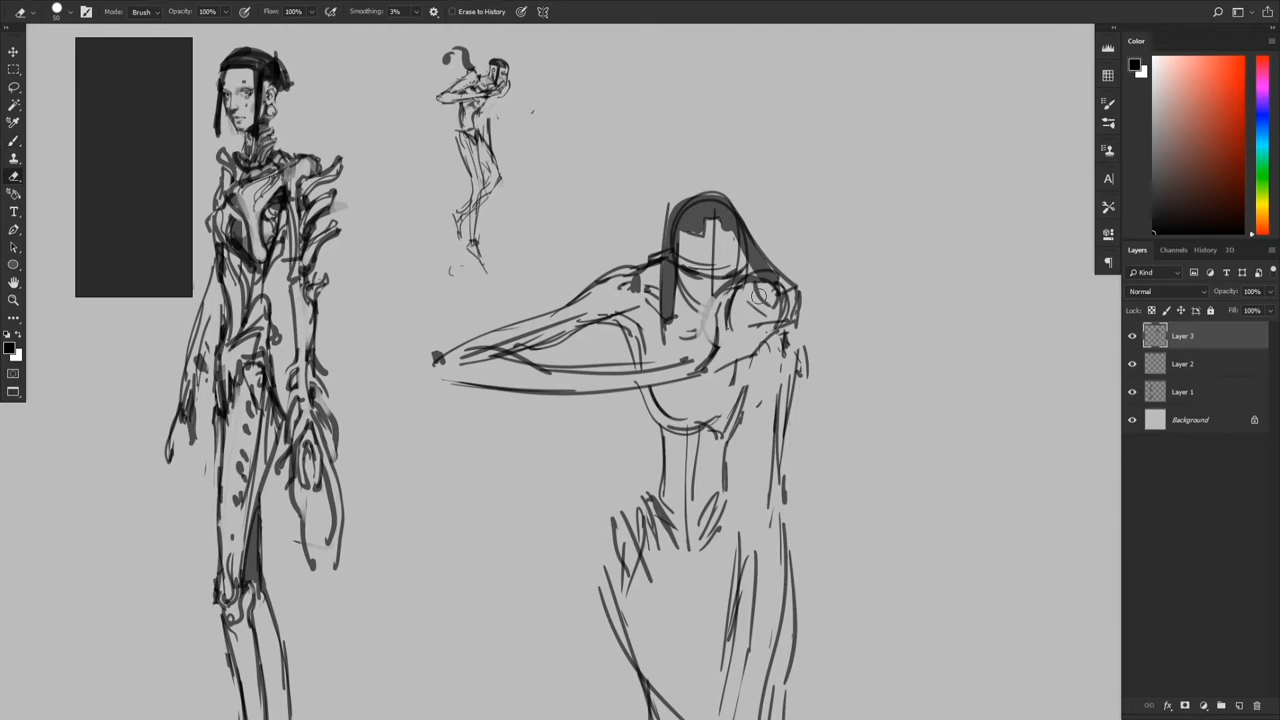 50
Mode: Brush Opacity: 100% Flow: 100% Smoothing: 3% Erase to History
Color
Layers Channels History 3D
Kind
Normal Opacity: 100%
Lock: Fill: 100%
Layer 3
Layer 2
Layer 1
Background